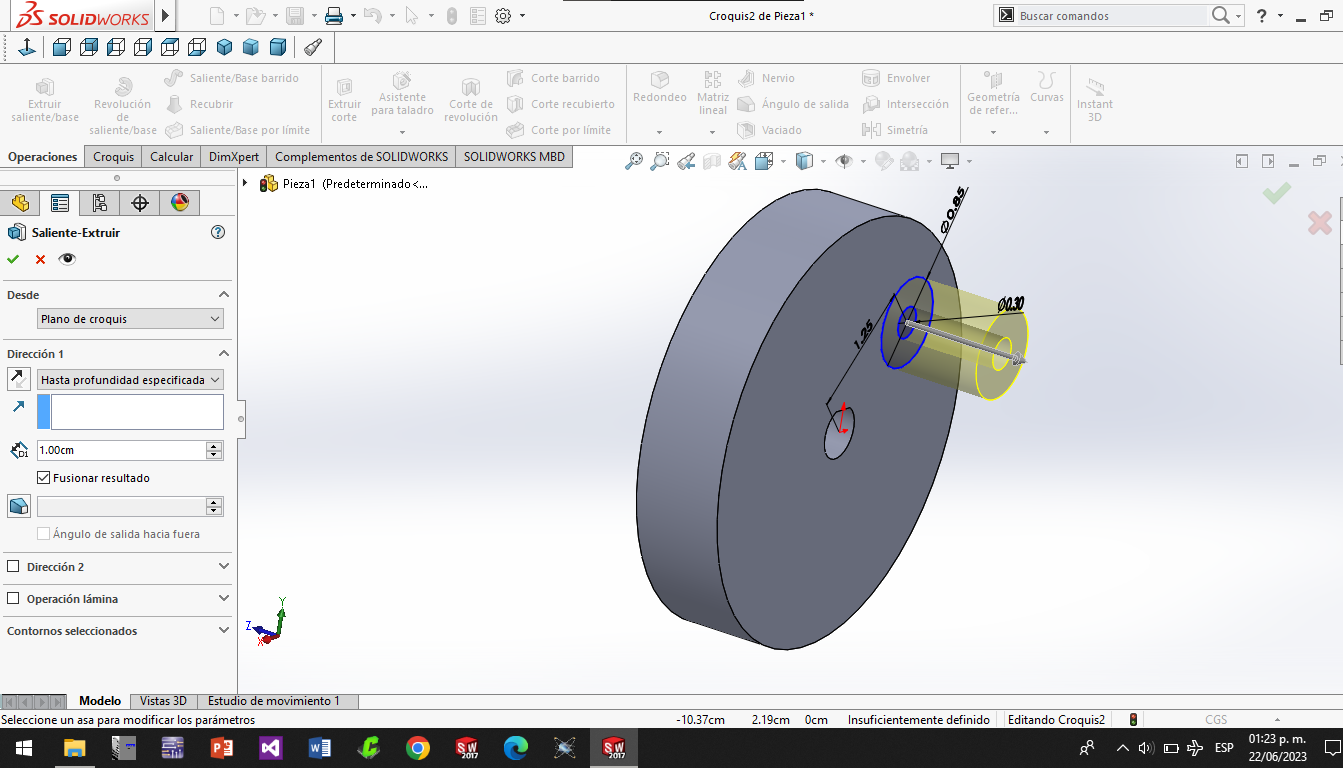 SOLIDWORKS
Croquis2 de Pieza1 *
Buscar comandos
?
Extruir saliente/base
Revolución de saliente/base
Saliente/Base barrido
Recubrir
Saliente/Base por límite
Extruir corte
Asistente para taladro
Corte de revolución
Corte barrido
Corte recubierto
Corte por límite
Redondeo
Matriz lineal
Nervio
Ángulo de salida
Vaciado
Envolver
Intersección
Simetría
Geometría de refer...
Curvas
Instant 3D
Operaciones
Croquis
Calcular
DimXpert
Complementos de SOLIDWORKS
SOLIDWORKS MBD
Pieza1 (Predeterminado<...
Saliente-Extruir
?
Desde
Plano de croquis
Dirección 1
Hasta profundidad especificada
D1
1.00cm
Fusionar resultado
Ángulo de salida hacia fuera
Dirección 2
Operación lámina
Contornos seleccionados
Ø0.85
Ø0.30
1.25
Y
Z
X
Modelo
Vistas 3D
Estudio de movimiento 1
Seleccione un asa para modificar los parámetros
-10.37cm
2.19cm
0cm
Insuficientemente definido
Editando Croquis2
CGS
SW 2017
SW 2017
ESP
01:23 p. m.
22/06/2023